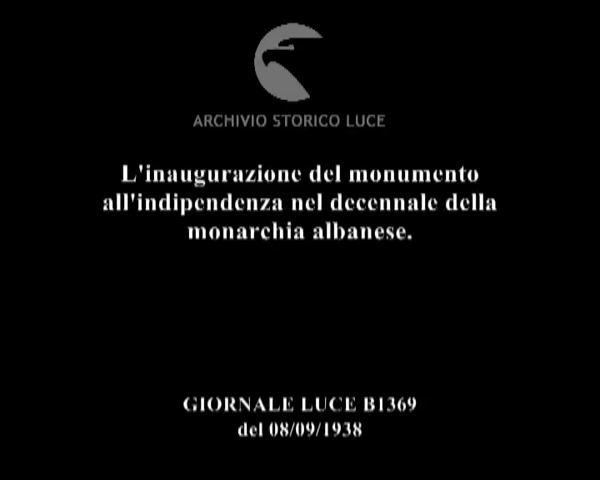 ARCHIVIO STORICO LUCE
L'inaugurazione del monumento
all'indipendenza nel decennale della
monarchia albanese.
GIORNALE LUCE B1369
del 08/09/1938